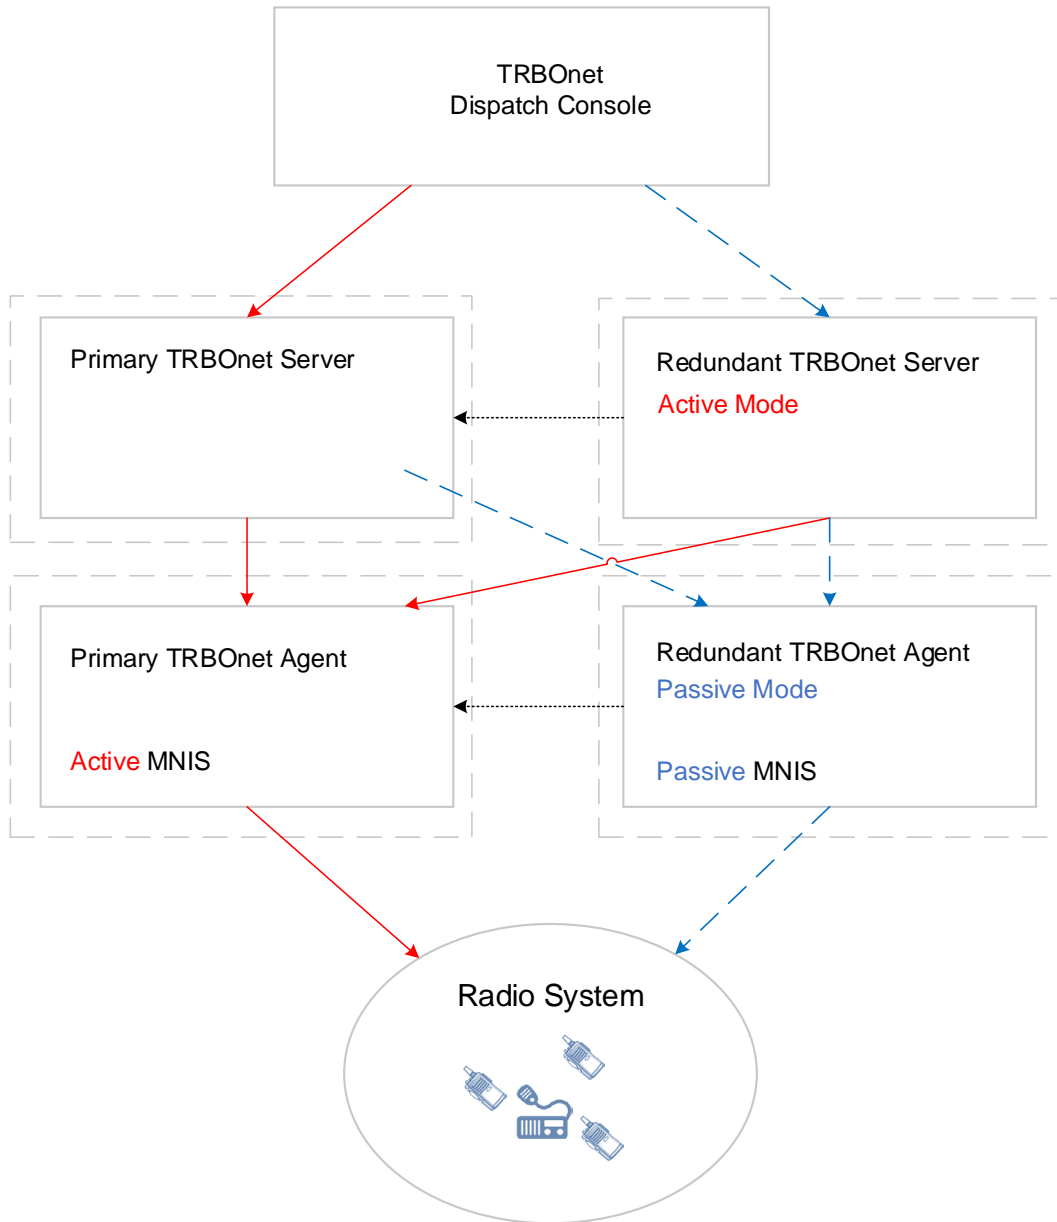 TRBOnet
Dispatch Console
Primary TRBOnet Server
Redundant TRBOnet Server
Active Mode
Primary TRBOnet Agent
Active MNIS
Redundant TRBOnet Agent
Passive Mode
Passive MNIS
Radio System